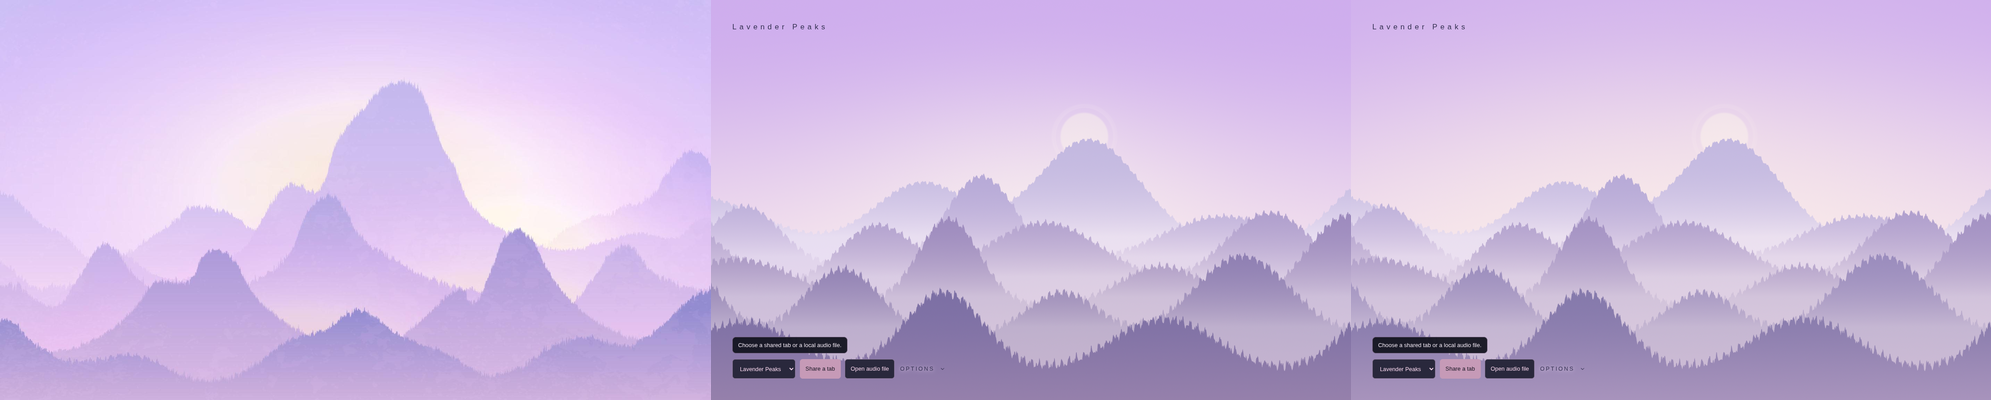 Lavender Peaks
Choose a shared tab or a local audio file.
Lavender Peaks Share a tab Open audio file OPTIONS
Lavender Peaks
Choose a shared tab or a local audio file.
Lavender Peaks Share a tab Open audio file OPTIONS